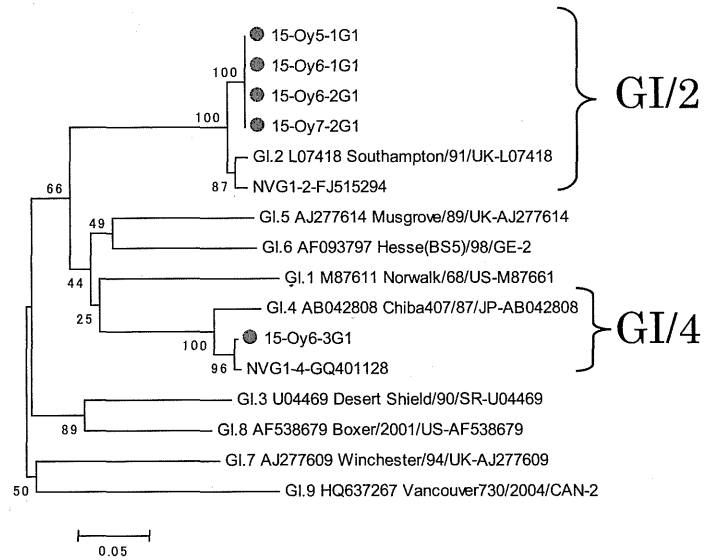 15-Oy5-1G1
15-Oy6-1G1
100
15-Oy6-2G1
GI/2
100
15-Oy7-2G1
GI.2 L07418 Southampton/91/UK-L07418
66
87
NVG1-2-FJ515294
49
GI.5 AJ277614 Musgrove/89/UK-AJ277614
GI.6 AF093797 Hesse(BS5)/98/GE-2
44
GI.1 M87611 Norwalk/68/US-M87661
25
GI.4 AB042808 Chiba407/87/JP-AB042808
GI/4
100
15-Oy6-3G1
96
NVG1-4-GQ401128
GI.3 U04469 Desert Shield/90/SR-U04469
89
GI.8 AF538679 Boxer/2001/US-AF538679
GI.7 AJ277609 Winchester/94/UK-AJ277609
50
GI.9 HQ637267 Vancouver730/2004/CAN-2
0.05